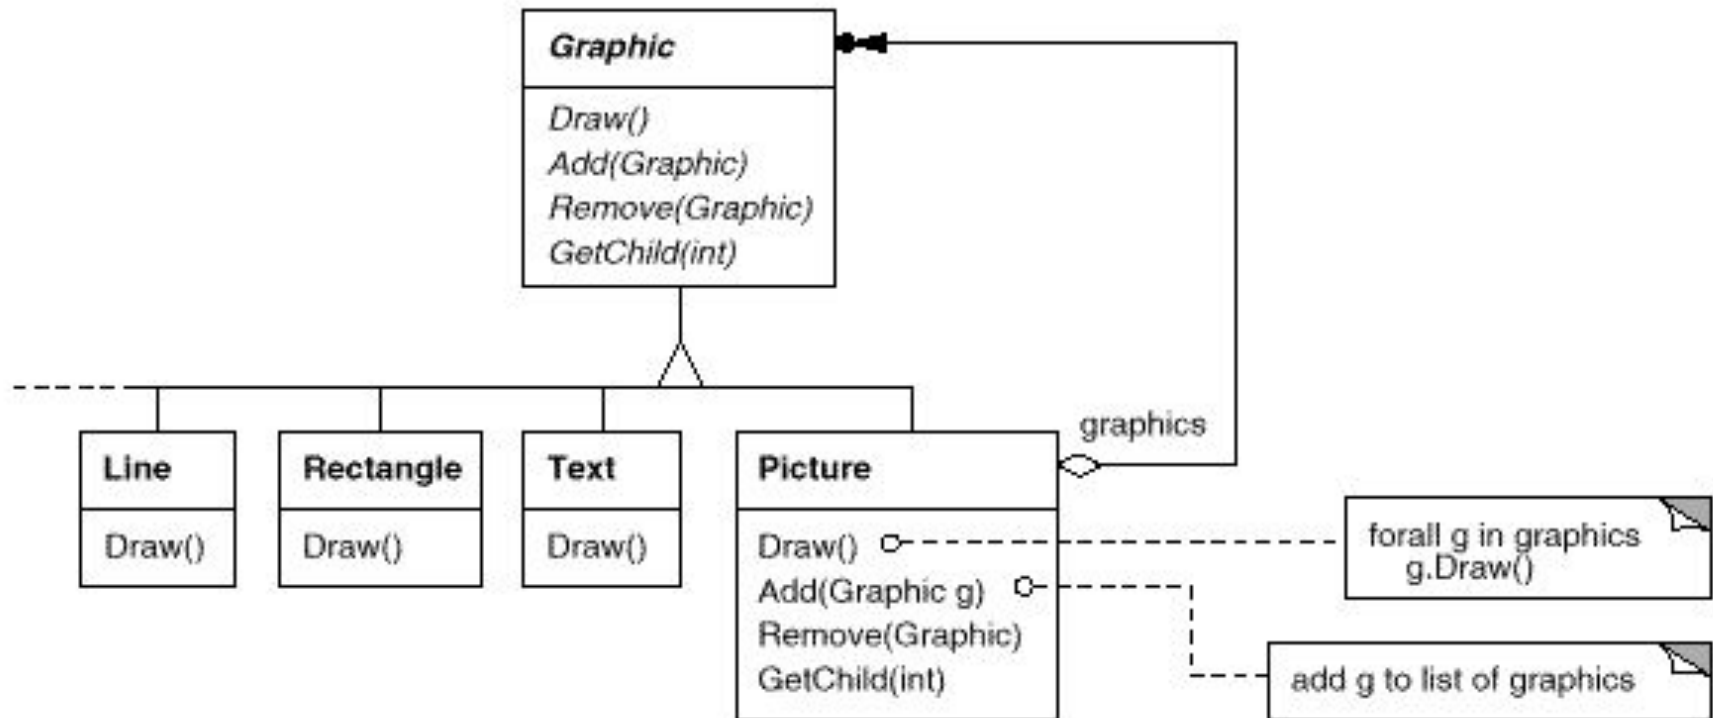 Graphic
Draw()
Add(Graphic)
Remove(Graphic)
GetChild(int)
graphics
Line
Draw()
Rectangle
Draw()
Text
Draw()
Picture
Draw()
Add(Graphic g)
Remove(Graphic)
GetChild(int)
forall g in graphics
g.Draw()
add g to list of graphics